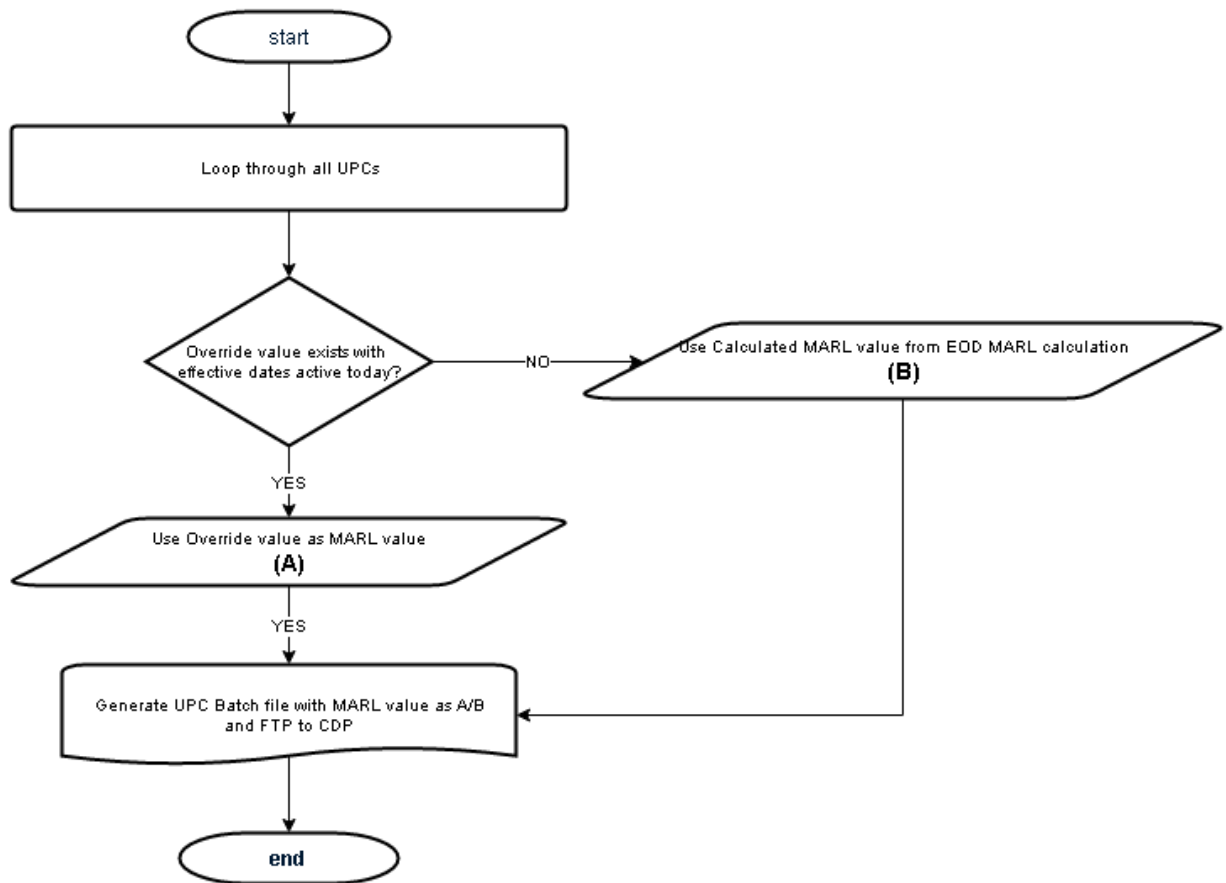 start
Loop through all UPCs
Override value exists with
effective dates active today?
NO
Use Calculated MARL value from EOD MARL calculation
(B)
YES
Use Override value as MARL value
(A)
YES
Generate UPC Batch file with MARL value as A/B
and FTP to CDP
end